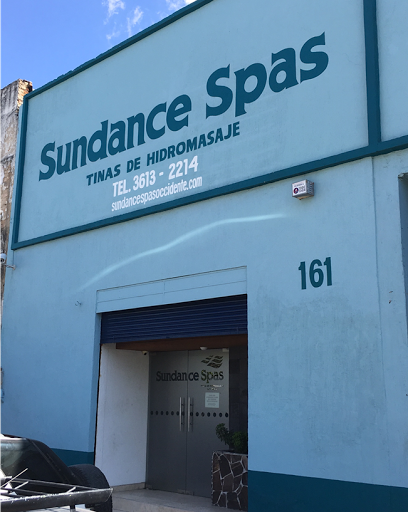 Sundance Spas
TINAS DE HIDROMASAJE
TEL. 3613 - 2214
sundancespasoccidente.com
161
Sundance Spas